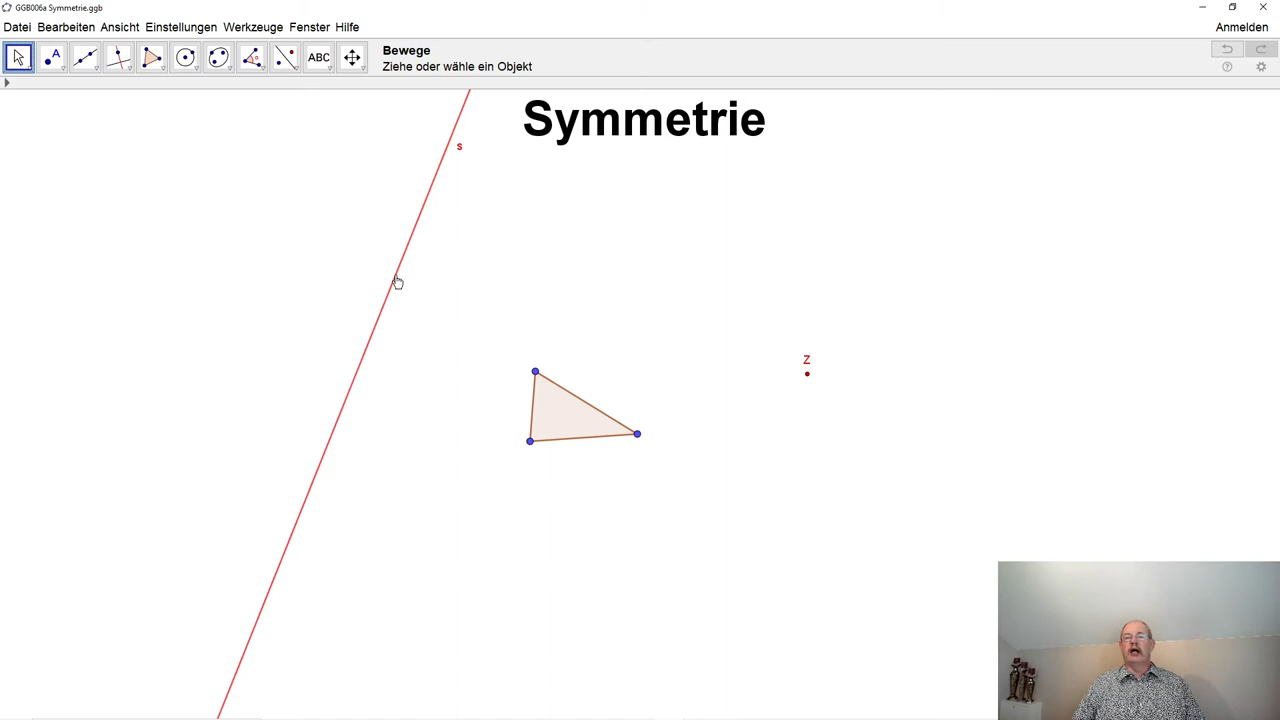 GGB006a Symmetrie.ggb
Datei Bearbeiten Ansicht Einstellungen Werkzeuge Fenster Hilfe Anmelden
A ABC Bewege
Ziehe oder wähle ein Objekt
Symmetrie
s
Z